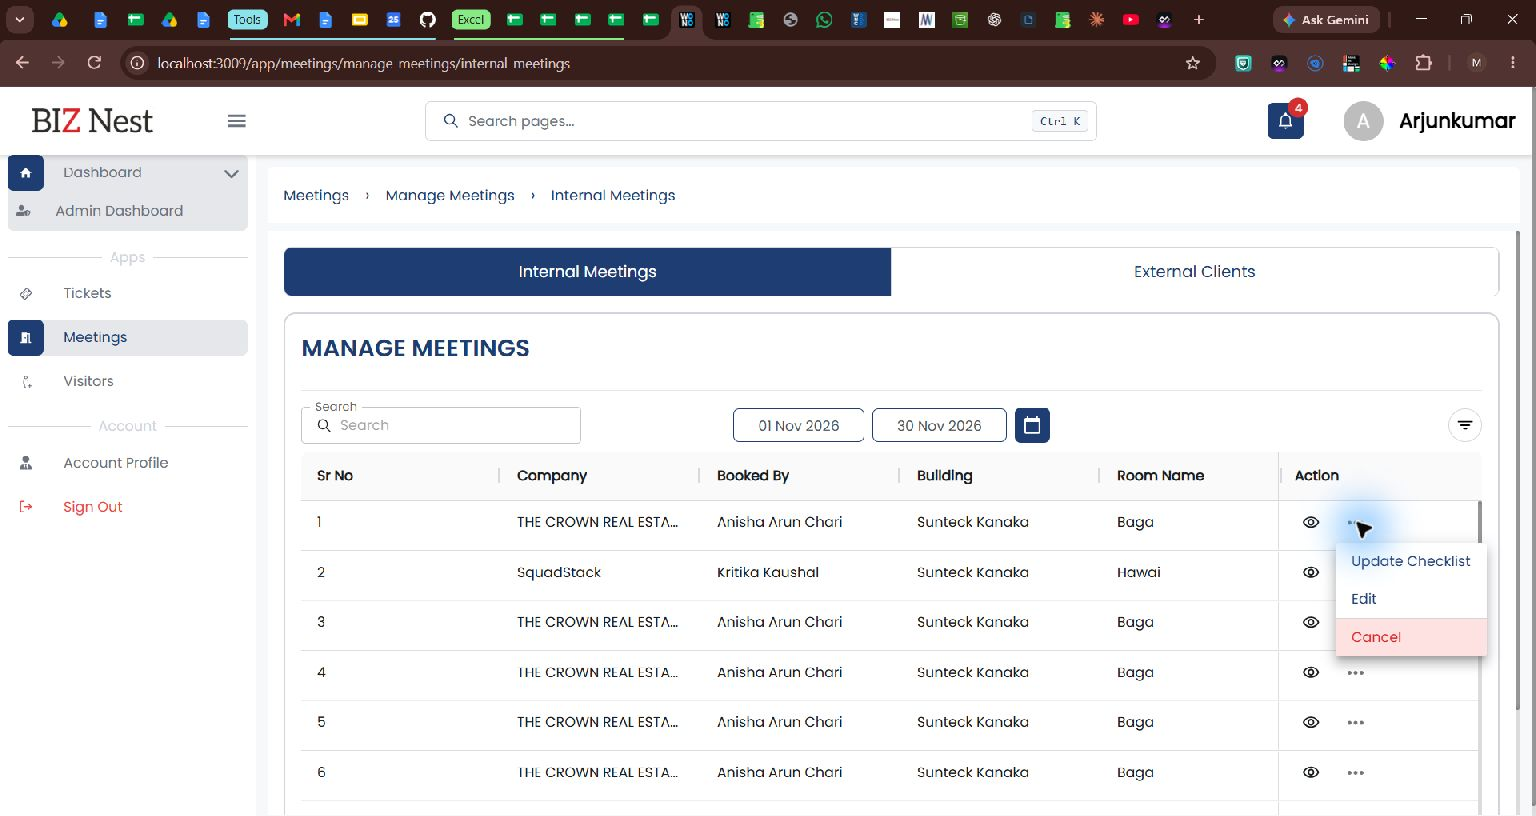 Tools
25
Excel
Ask Gemini
localhost:3009/app/meetings/manage-meetings/internal-meetings
M
BIZ Nest
Search pages...
Ctrl K
4
A
Arjunkumar
Dashboard
Admin Dashboard
Apps
Tickets
Meetings
Visitors
Account
Account Profile
Sign Out
Meetings › Manage Meetings › Internal Meetings
Internal Meetings
External Clients
MANAGE MEETINGS
Search
Search
01 Nov 2026
30 Nov 2026
Sr No Company Booked By Building Room Name Action
1 THE CROWN REAL ESTA... Anisha Arun Chari Sunteck Kanaka Baga
2 SquadStack Kritika Kaushal Sunteck Kanaka Hawai
3 THE CROWN REAL ESTA... Anisha Arun Chari Sunteck Kanaka Baga
4 THE CROWN REAL ESTA... Anisha Arun Chari Sunteck Kanaka Baga
5 THE CROWN REAL ESTA... Anisha Arun Chari Sunteck Kanaka Baga
6 THE CROWN REAL ESTA... Anisha Arun Chari Sunteck Kanaka Baga
Update Checklist
Edit
Cancel